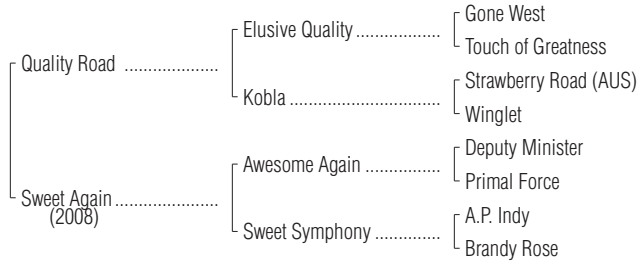 Gone West
Elusive Quality ..................
Touch of Greatness
Quality Road ....................
Strawberry Road (AUS)
Kobla ................................
Winglet
Deputy Minister
Awesome Again ................
Primal Force
Sweet Again ......................
(2008)
A.P. Indy
Sweet Symphony ..............
Brandy Rose